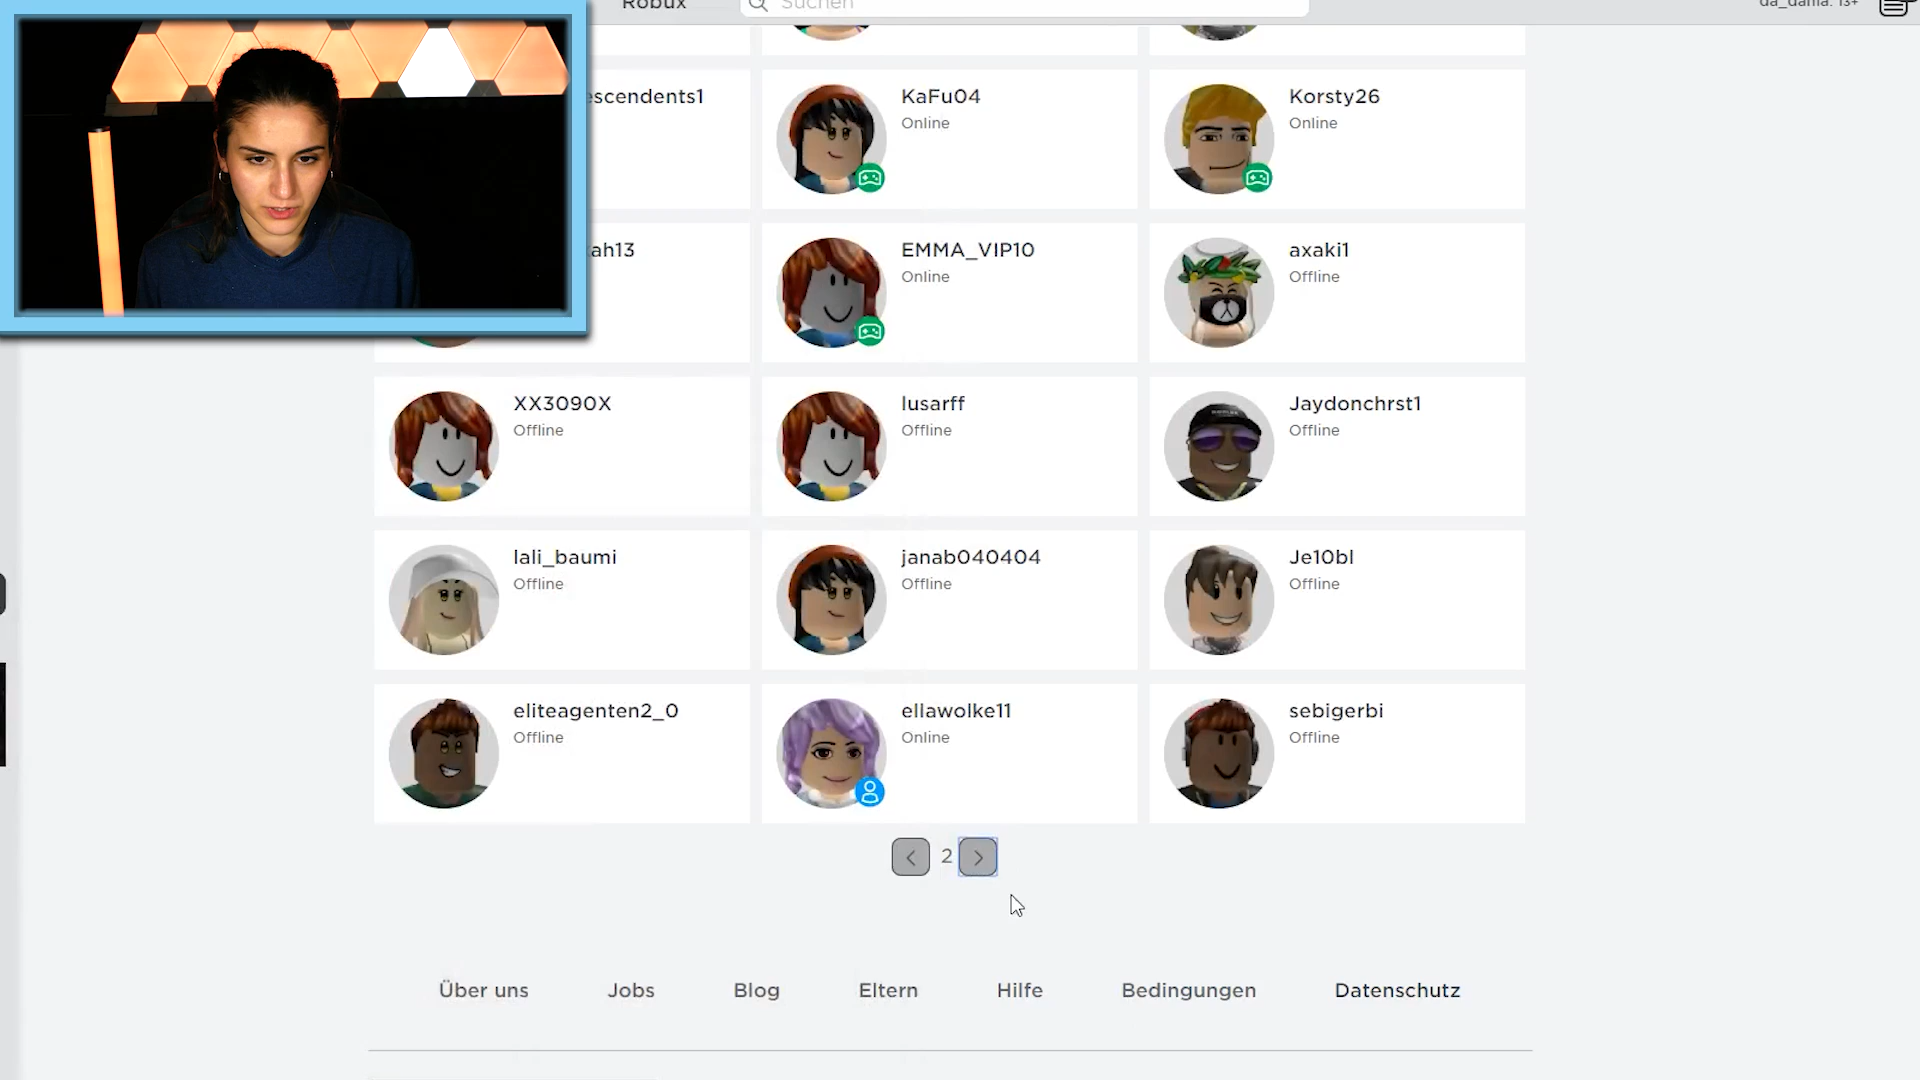 Robux
Suchen
da_dania: 13+
escendents1
KaFu04
Online
Korsty26
Online
ah13
EMMA_VIP10
Online
axaki1
Offline
XX3090X
Offline
lusarff
Offline
Jaydonchrst1
Offline
lali_baumi
Offline
janab040404
Offline
Je10bl
Offline
eliteagenten2_0
Offline
ellawolke11
Online
sebigerbi
Offline
2
Über uns
Jobs
Blog
Eltern
Hilfe
Bedingungen
Datenschutz